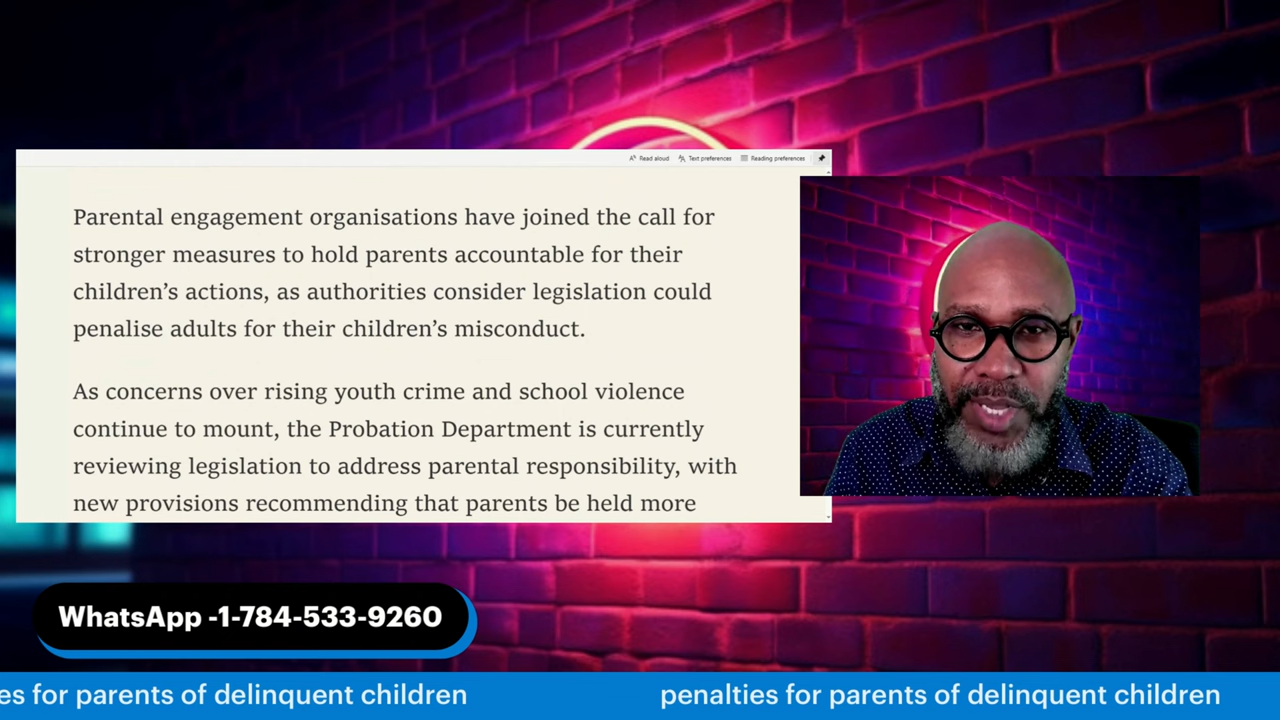 Read aloud Text preferences Reading preferences
Parental engagement organisations have joined the call for
stronger measures to hold parents accountable for their
children’s actions, as authorities consider legislation could
penalise adults for their children’s misconduct.
As concerns over rising youth crime and school violence
continue to mount, the Probation Department is currently
reviewing legislation to address parental responsibility, with
new provisions recommending that parents be held more
WhatsApp -1-784-533-9260
es for parents of delinquent children penalties for parents of delinquent children